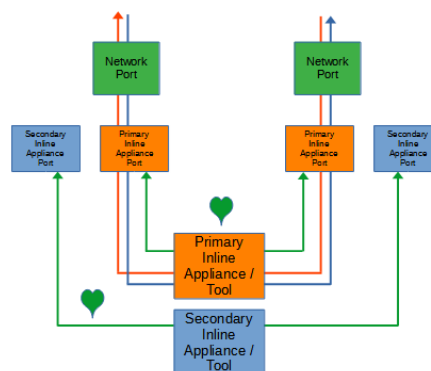 Network
Port
Network
Port
Secondary
Inline
Appliance
Port
Primary
Inline
Appliance
Port
Primary
Inline
Appliance
Port
Secondary
Inline
Appliance
Port
Primary
Inline
Appliance /
Tool
Secondary
Inline
Appliance /
Tool